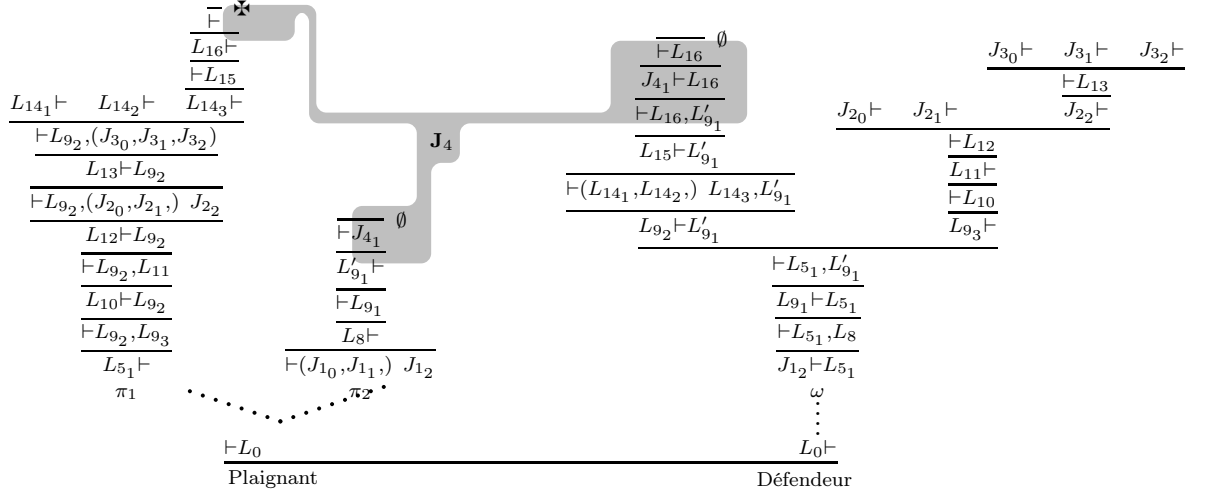 ✠
⊢
L₁₆⊢
⊢L₁₅
L₁₄₁⊢ L₁₄₂⊢ L₁₄₃⊢
⊢L₉₂,(J₃₀,J₃₁,J₃₂)
L₁₃⊢L₉₂
⊢L₉₂,(J₂₀,J₂₁,) J₂₂
L₁₂⊢L₉₂
⊢L₉₂,L₁₁
L₁₀⊢L₉₂
⊢L₉₂,L₉₃
L₅₁⊢
π₁
J₄
∅
⊢J₄₁
L′₉₁⊢
⊢L₉₁
L₈⊢
⊢(J₁₀,J₁₁,) J₁₂
π₂
∅
⊢L₁₆
J₄₁⊢L₁₆
⊢L₁₆,L′₉₁
L₁₅⊢L′₉₁
⊢(L₁₄₁,L₁₄₂,) L₁₄₃,L′₉₁
L₉₂⊢L′₉₁
J₃₀⊢ J₃₁⊢ J₃₂⊢
⊢L₁₃
J₂₀⊢ J₂₁⊢ J₂₂⊢
⊢L₁₂
L₁₁⊢
⊢L₁₀
L₉₃⊢
⊢L₅₁,L′₉₁
L₉₁⊢L₅₁
⊢L₅₁,L₈
J₁₂⊢L₅₁
ω
⊢L₀ L₀⊢
Plaignant Défendeur